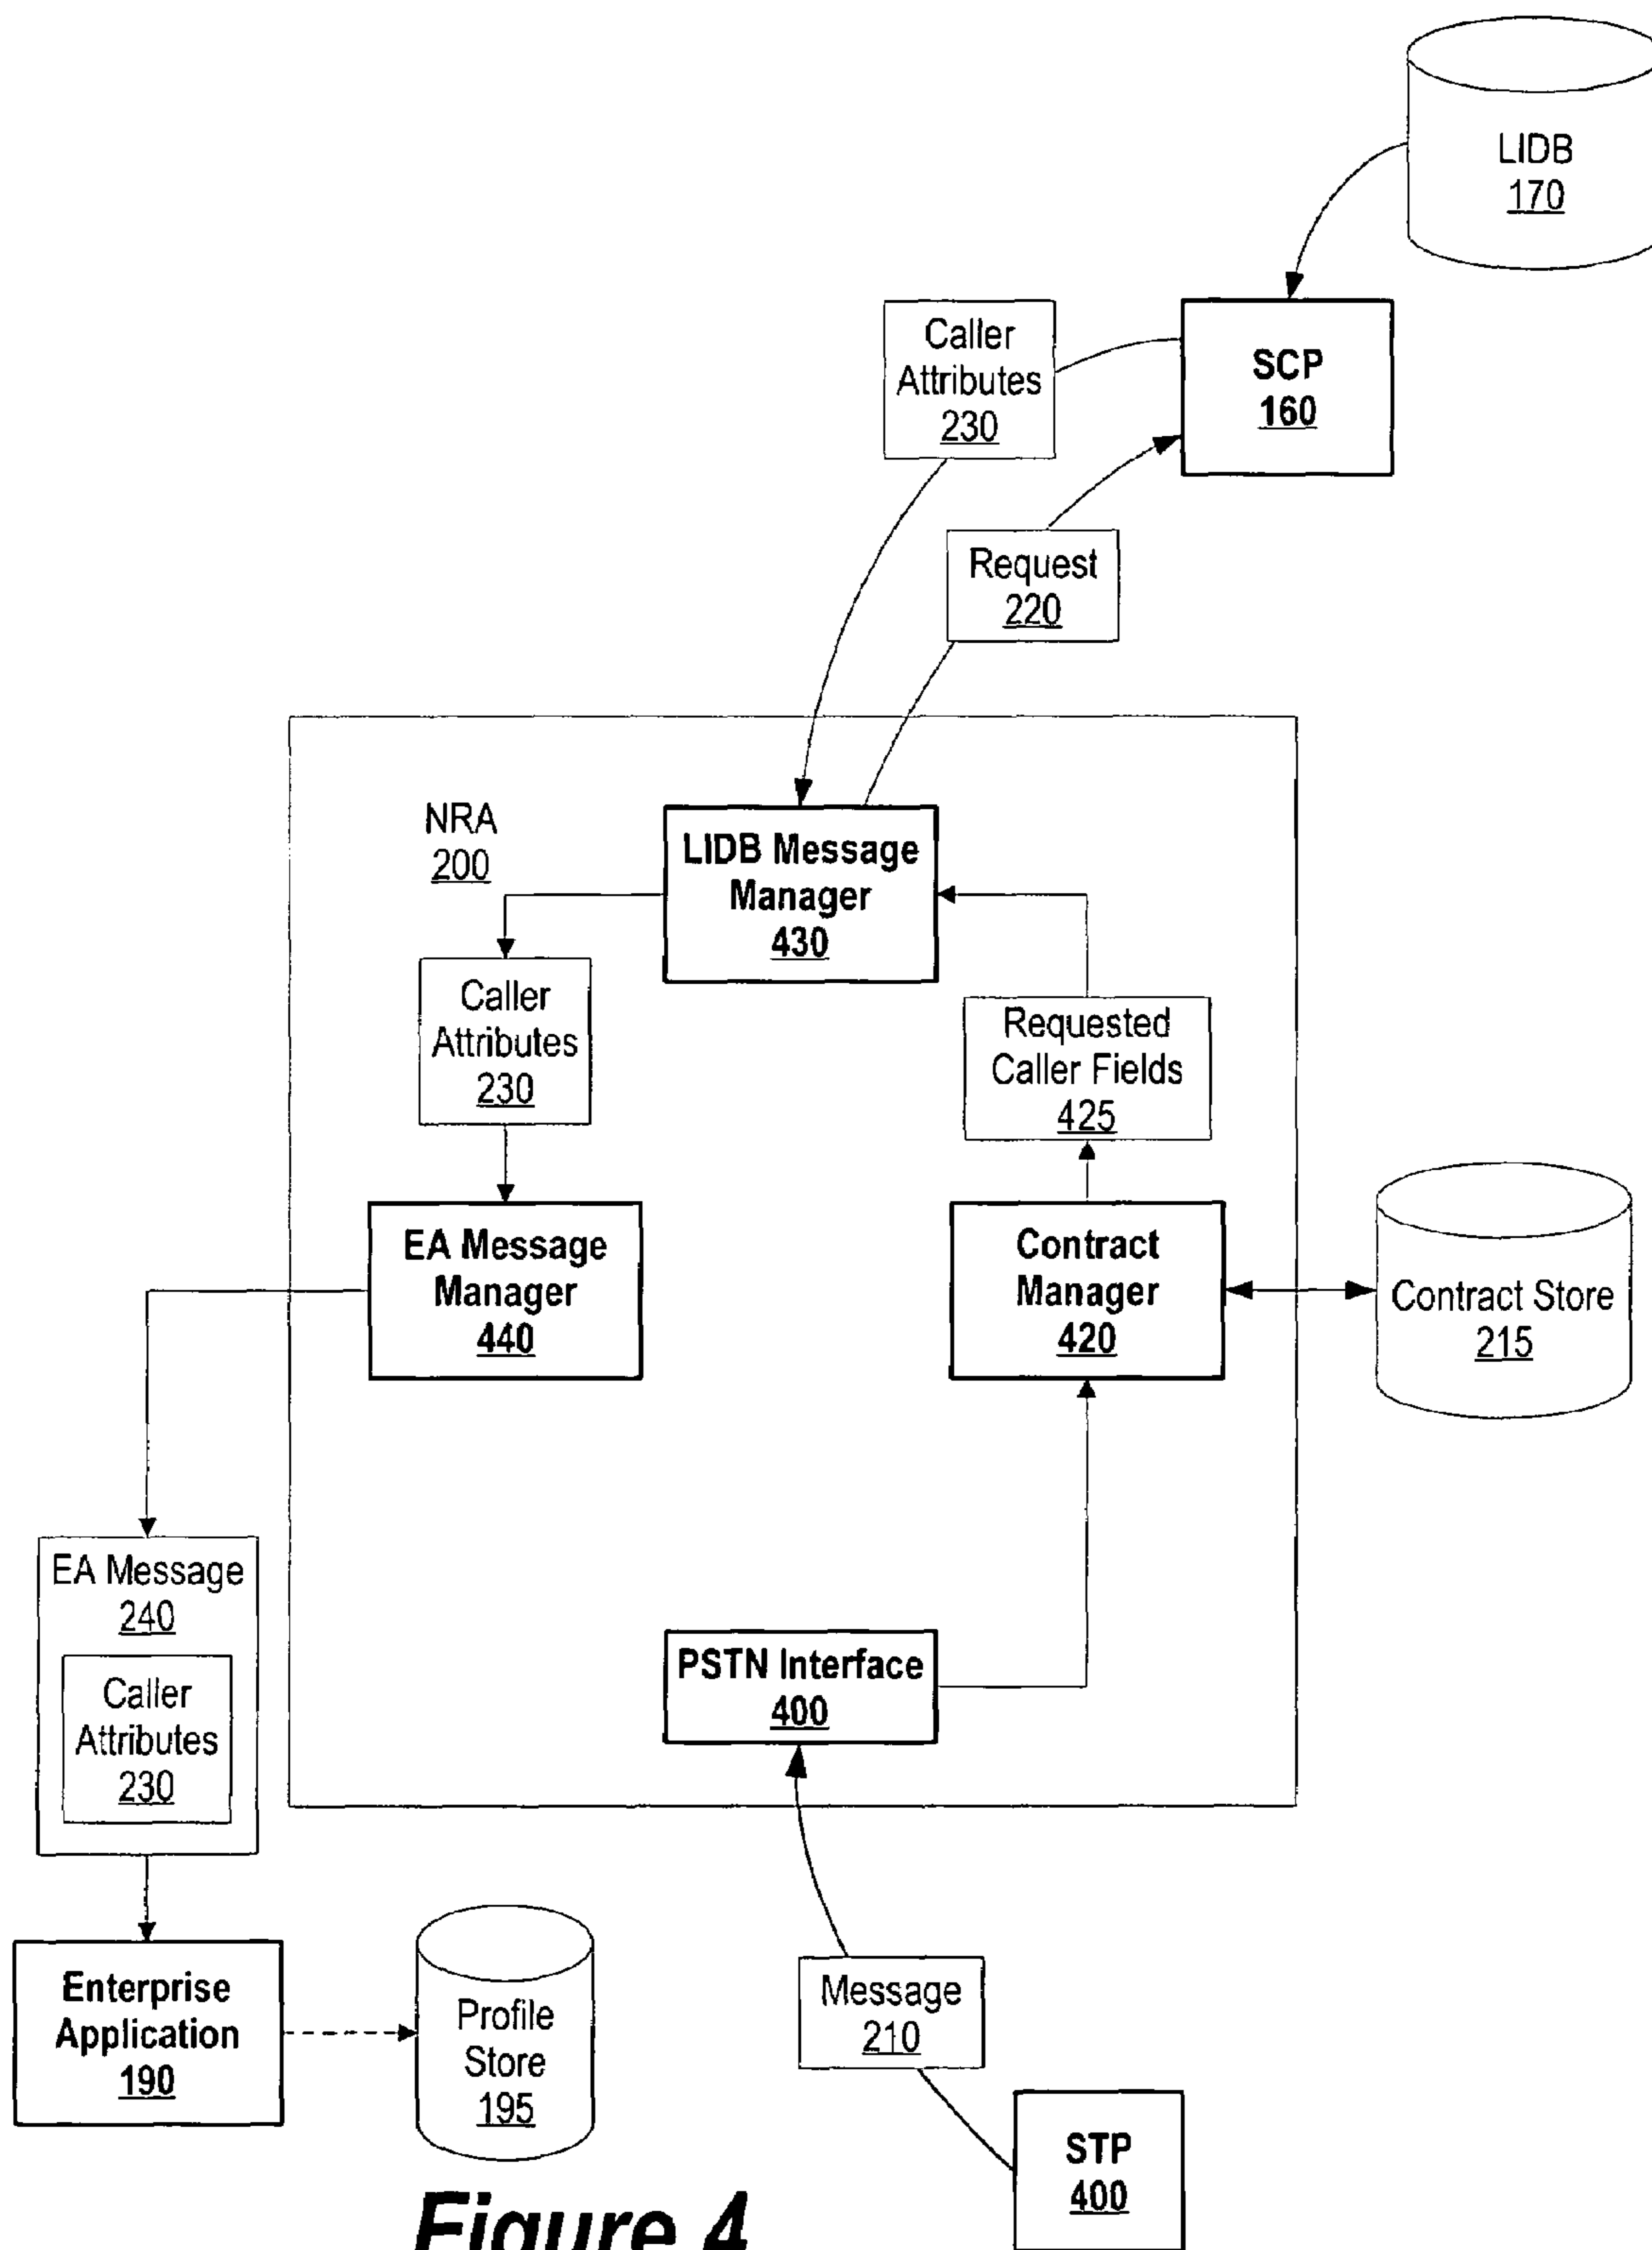 LIDB
170
Caller
Attributes
230
SCP
160
Request
220
NRA
200
LIDB Message
Manager
430
Caller
Attributes
230
Requested
Caller Fields
425
EA Message
Manager
440
Contract
Manager
420
Contract Store
215
EA Message
240
Caller
Attributes
230
PSTN Interface
400
Enterprise
Application
190
Profile
Store
195
Message
210
STP
400
Figure 4